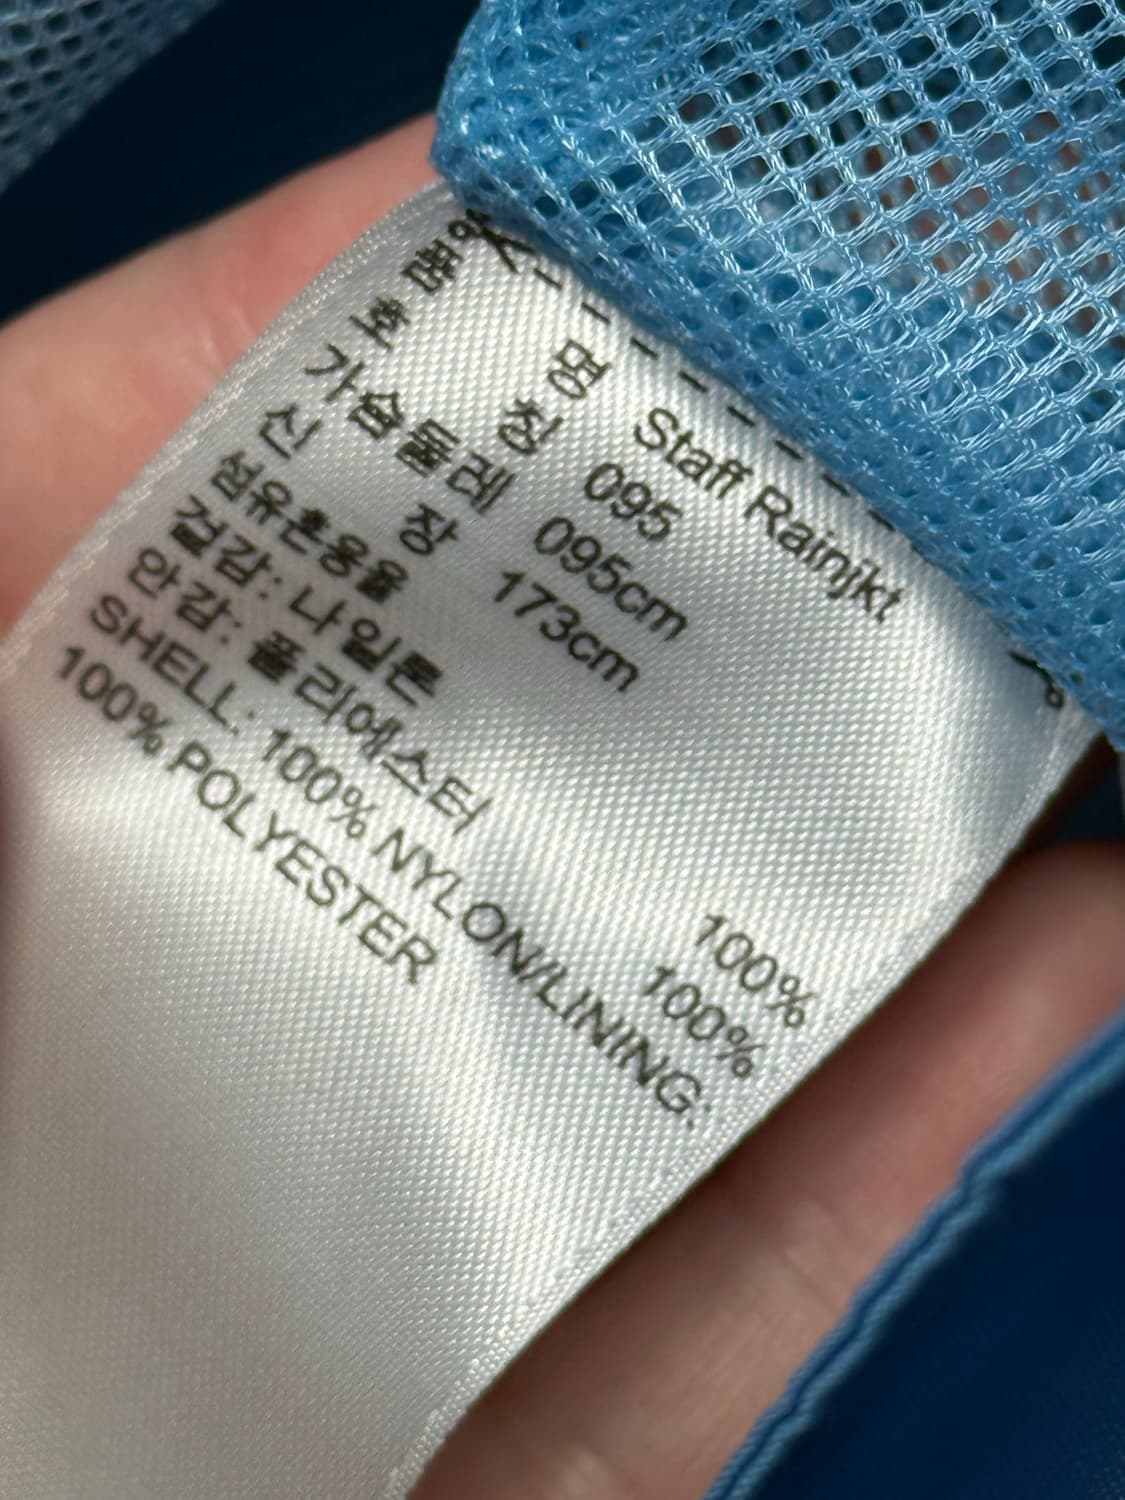 품 명 Staff Rainjkt
호 칭 095
가슴둘레 095cm
신 장 173cm
섬유혼용율
겉감: 나일론 100%
안감: 폴리에스터 100%
SHELL: 100% NYLON/LINING:
100% POLYESTER